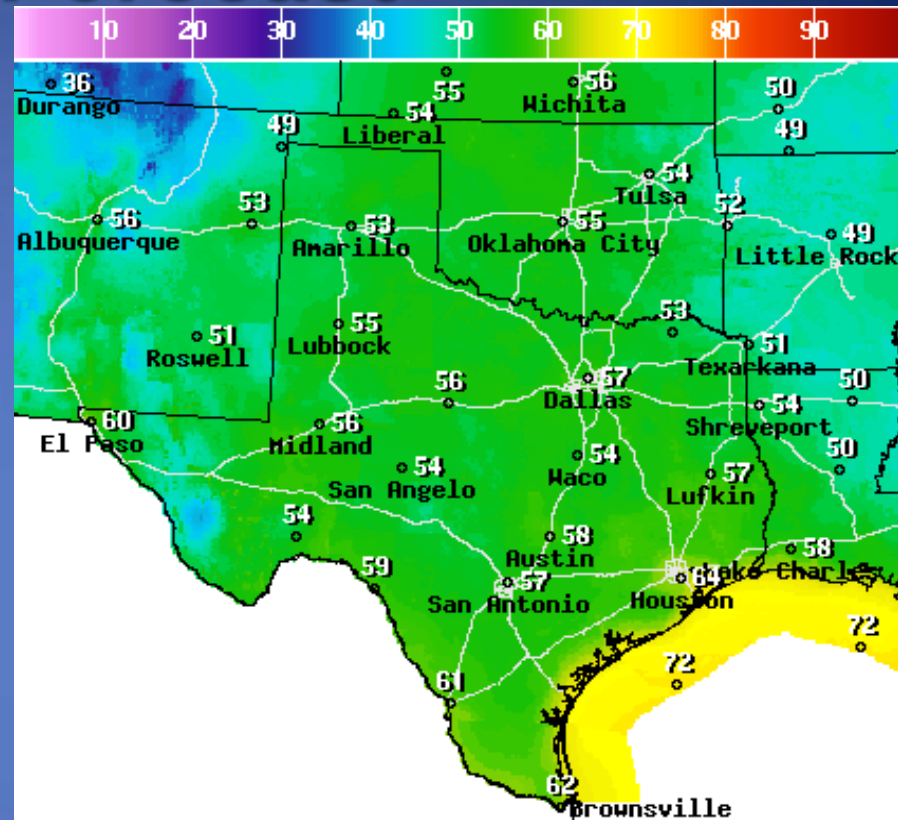 10 20 30 40 50 60 70 80 90
36
Durango
55
56
Wichita
50
54
Liberal
49
49
54
Tulsa
56
Albuquerque
53
53
Amarillo
55
Oklahoma City
52
49
Little Rock
51
Roswell
55
Lubbock
53
51
Texarkana
57
Dallas
56
54
Shreveport
50
60
El Paso
56
Midland
54
San Angelo
54
Waco
57
Lufkin
50
54
58
Austin
58
Lake Charles
59
57
San Antonio
64
Houston
72
72
61
62
Brownsville